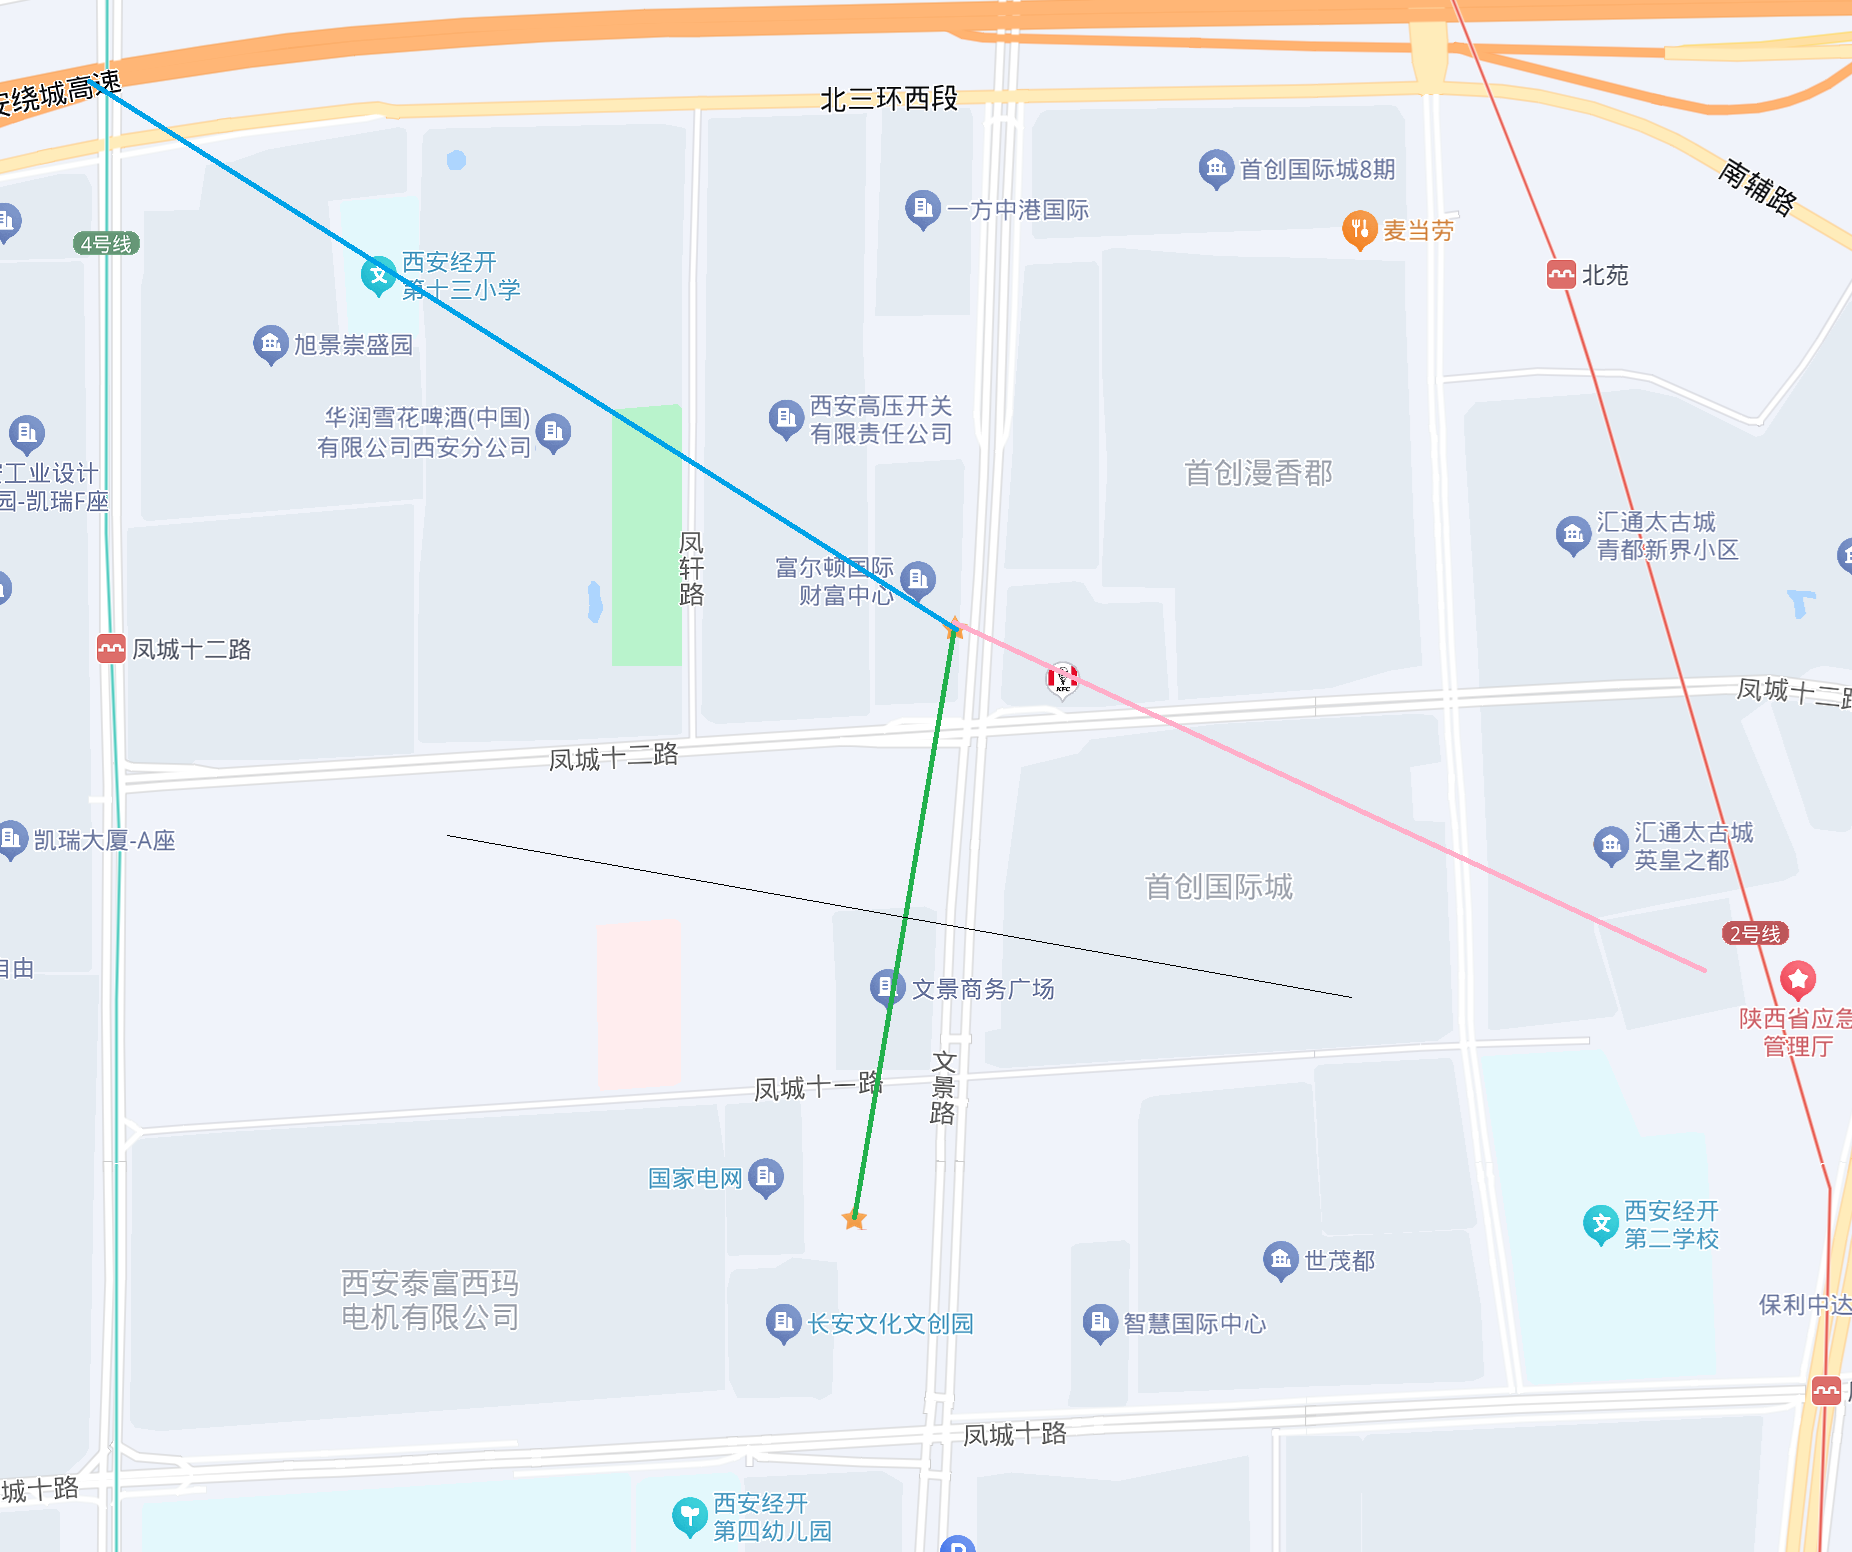 安绕城高速
北三环西段
南辅路
首创国际城8期
一方中港国际
麦当劳
4号线
西安经开
第十三小学
北苑
旭景崇盛园
华润雪花啤酒(中国)
有限公司西安分公司
西安高压开关
有限责任公司
首创漫香郡
工业设计
园-凯瑞F座
汇通太古城
青都新界小区
凤轩路
富尔顿国际
财富中心
凤城十二路
KFC
凤城十二路
凤城十二路
凯瑞大厦-A座
汇通太古城
英皇之都
首创国际城
2号线
自由
文景商务广场
陕西省应急
管理厅
凤城十一路
文景路
国家电网
西安经开
第二学校
世茂都
西安泰富西玛
电机有限公司
长安文化文创园
智慧国际中心
保利中达
凤城十路
城十路
西安经开
第四幼儿园